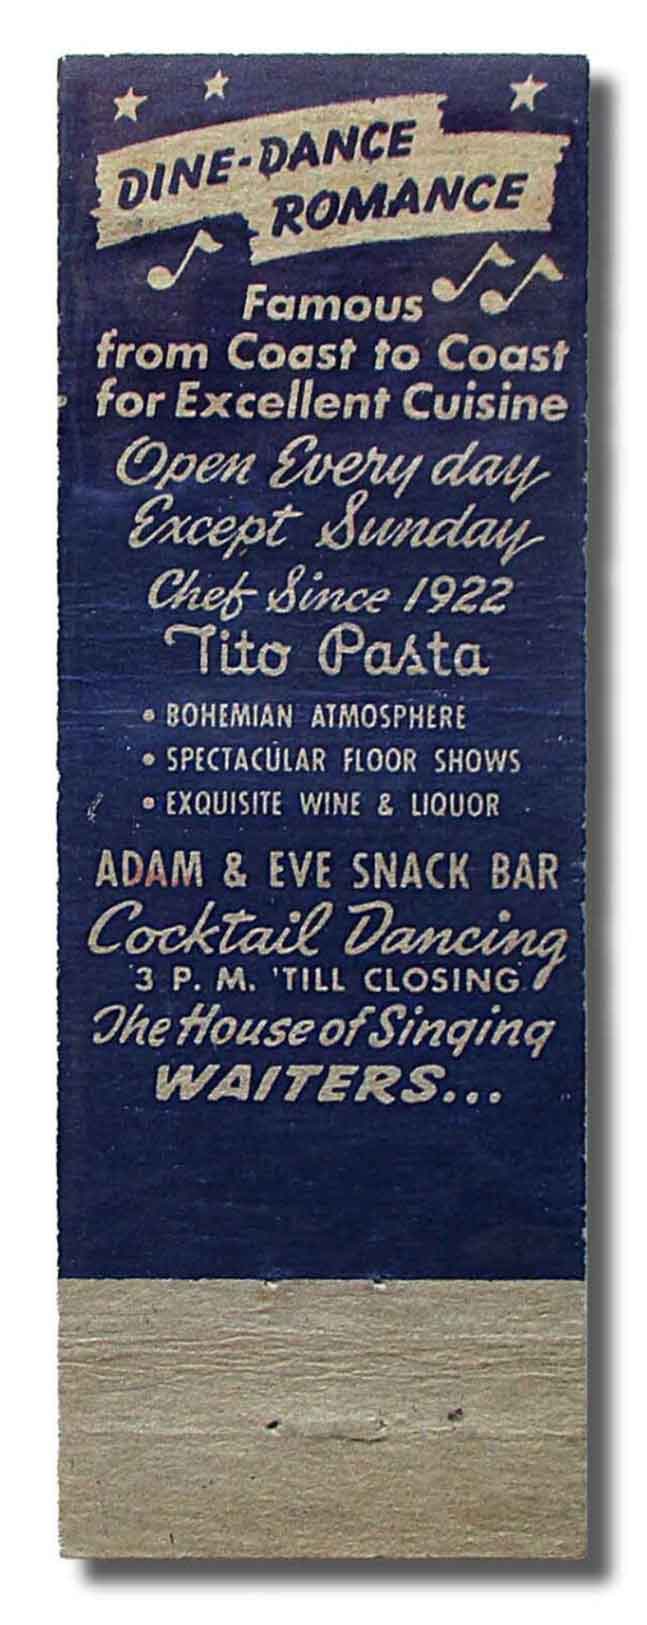 DINE-DANCE
ROMANCE
Famous
from Coast to Coast
for Excellent Cuisine
Open Every day
Except Sunday
Chef Since 1922
Tito Pasta
• BOHEMIAN ATMOSPHERE
• SPECTACULAR FLOOR SHOWS
• EXQUISITE WINE & LIQUOR
ADAM & EVE SNACK BAR
Cocktail Dancing
3 P. M. 'TILL CLOSING
The House of Singing
WAITERS...